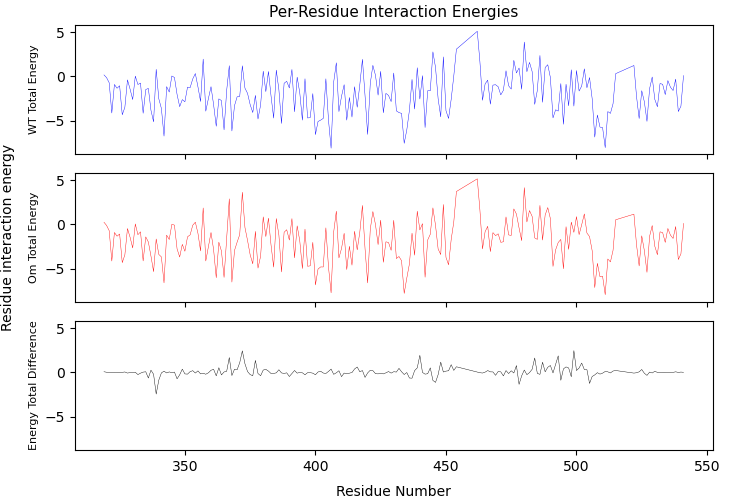 Per-Residue Interaction Energies
Residue interaction energy
WT Total Energy
5
0
−5
Om Total Energy
5
0
−5
Energy Total Difference
5
0
−5
350
400
450
500
550
Residue Number